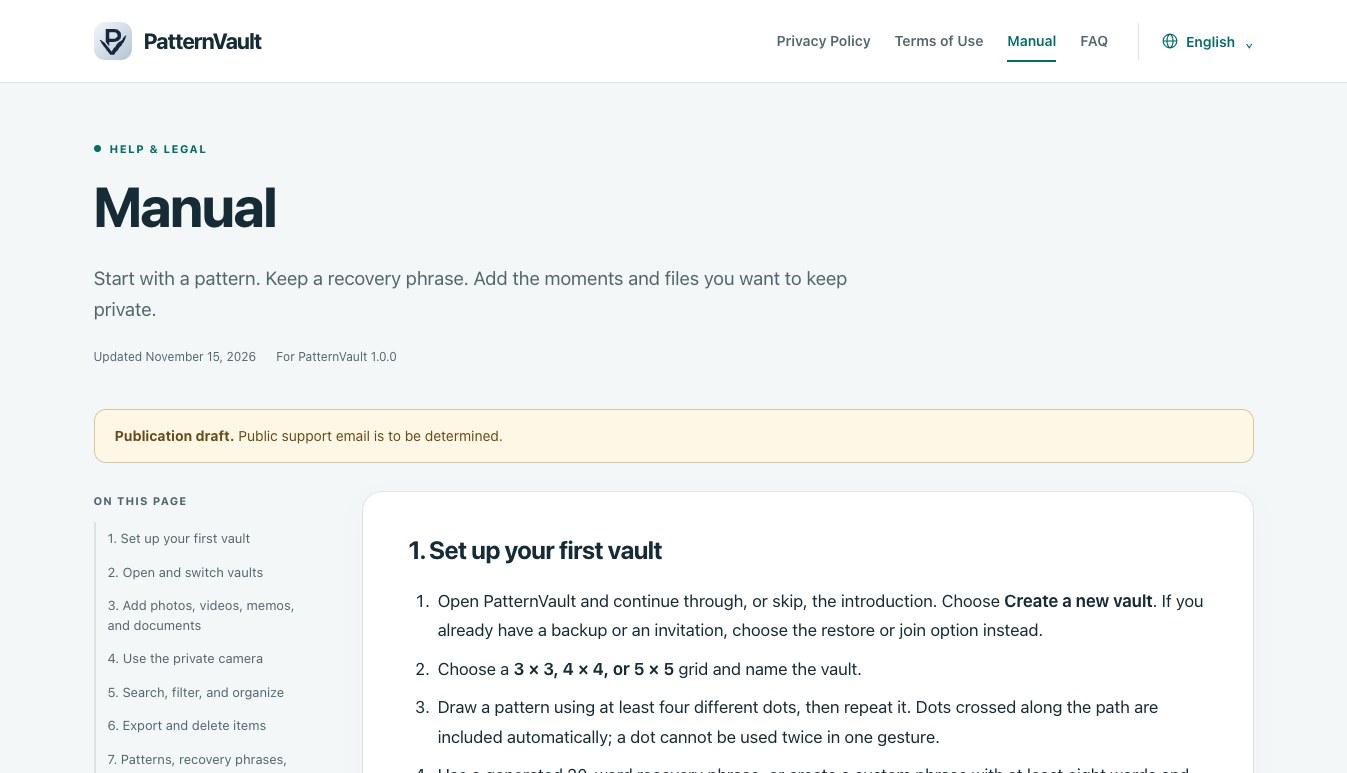 PatternVault
Privacy Policy
Terms of Use
Manual
FAQ
English
HELP & LEGAL
Manual
Start with a pattern. Keep a recovery phrase. Add the moments and files you want to keep
private.
Updated November 15, 2026
For PatternVault 1.0.0
Publication draft. Public support email is to be determined.
ON THIS PAGE
1. Set up your first vault
2. Open and switch vaults
3. Add photos, videos, memos,
and documents
4. Use the private camera
5. Search, filter, and organize
6. Export and delete items
7. Patterns, recovery phrases,
1. Set up your first vault
1. Open PatternVault and continue through, or skip, the introduction. Choose Create a new vault. If you
already have a backup or an invitation, choose the restore or join option instead.
2. Choose a 3 × 3, 4 × 4, or 5 × 5 grid and name the vault.
3. Draw a pattern using at least four different dots, then repeat it. Dots crossed along the path are
included automatically; a dot cannot be used twice in one gesture.